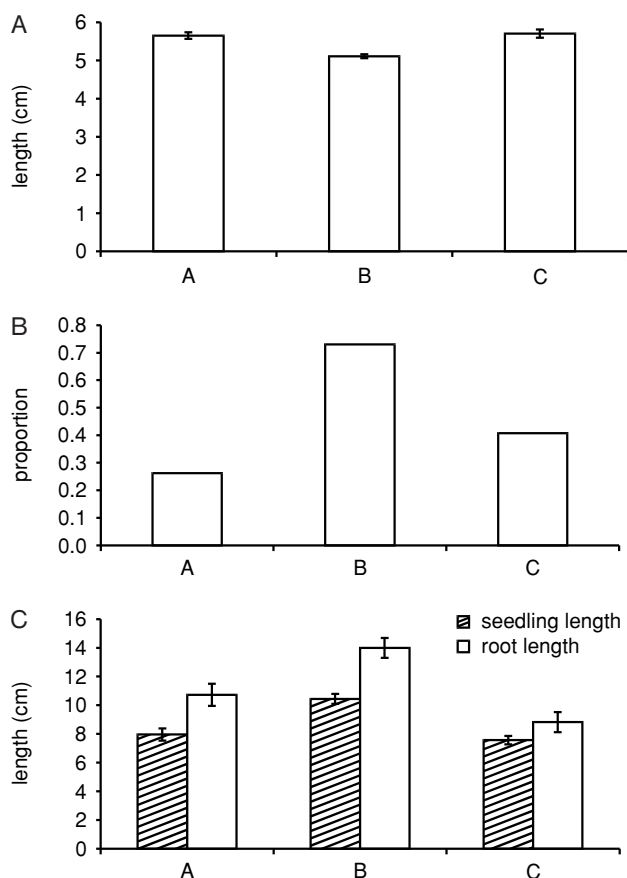 A
length (cm)
6
5
4
3
2
1
0
A B C
B
proportion
0.8
0.7
0.6
0.5
0.4
0.3
0.2
0.1
0.0
A B C
C
length (cm)
16
14
12
10
8
6
4
2
0
seedling length
root length
A B C